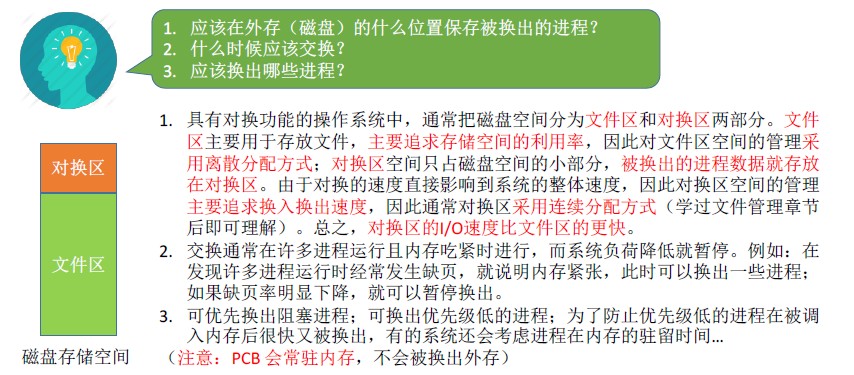 1. 应该在外存（磁盘）的什么位置保存被换出的进程？
2. 什么时候应该交换？
3. 应该换出哪些进程？
1. 具有对换功能的操作系统中，通常把磁盘空间分为文件区和对换区两部分。文件
区主要用于存放文件，主要追求存储空间的利用率，因此对文件区空间的管理采
用离散分配方式；对换区空间只占磁盘空间的小部分，被换出的进程数据就存放
在对换区。由于对换的速度直接影响到系统的整体速度，因此对换区空间的管理
主要追求换入换出速度，因此通常对换区采用连续分配方式（学过文件管理章节
后即可理解）。总之，对换区的I/O速度比文件区的更快。
2. 交换通常在许多进程运行且内存吃紧时进行，而系统负荷降低就暂停。例如：在
发现许多进程运行时经常发生缺页，就说明内存紧张，此时可以换出一些进程；
如果缺页率明显下降，就可以暂停换出。
3. 可优先换出阻塞进程；可换出优先级低的进程；为了防止优先级低的进程在被调
入内存后很快又被换出，有的系统还会考虑进程在内存的驻留时间…
（注意：PCB 会常驻内存，不会被换出外存）
对换区
文件区
磁盘存储空间